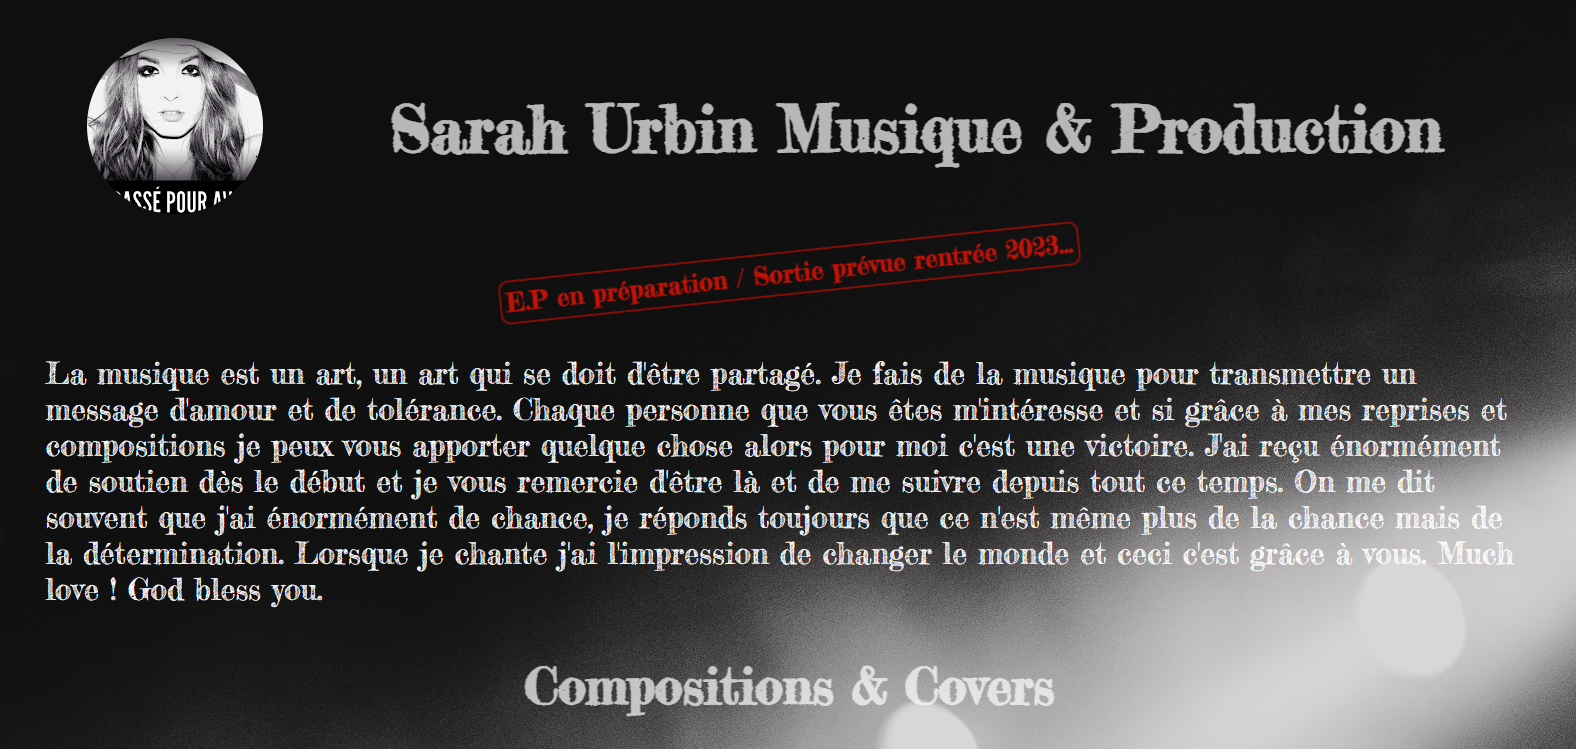 Sarah Urbin Musique & Production
ASSÉ POUR
E.P en préparation / Sortie prévue rentrée 2023...
La musique est un art, un art qui se doit d'être partagé. Je fais de la musique pour transmettre un
message d'amour et de tolérance. Chaque personne que vous êtes m'intéresse et si grâce à mes reprises et
compositions je peux vous apporter quelque chose alors pour moi c'est une victoire. J'ai reçu énormément
de soutien dès le début et je vous remercie d'être là et de me suivre depuis tout ce temps. On me dit
souvent que j'ai énormément de chance, je réponds toujours que ce n'est même plus de la chance mais de
la détermination. Lorsque je chante j'ai l'impression de changer le monde et ceci c'est grâce à vous. Much
love ! God bless you.
Compositions & Covers